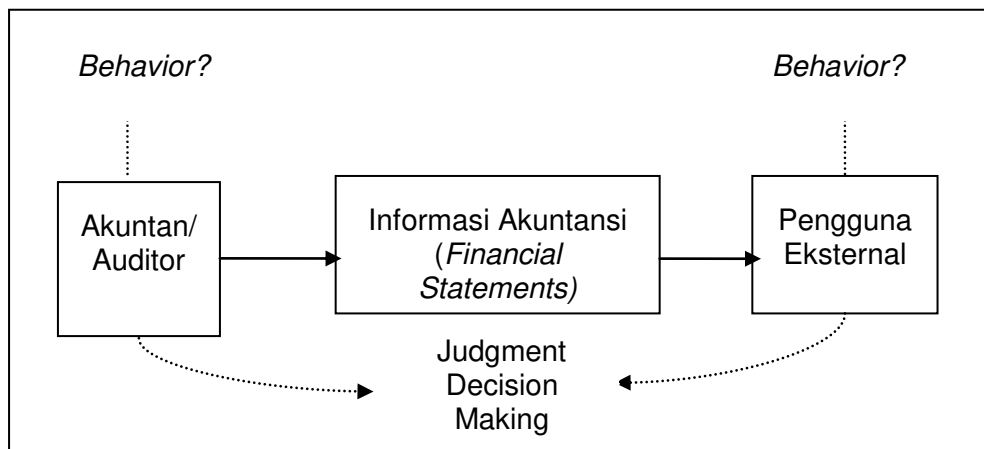 Behavior?
Behavior?
Akuntan/
Auditor
Informasi Akuntansi
(Financial
Statements)
Pengguna
Eksternal
Judgment
Decision
Making